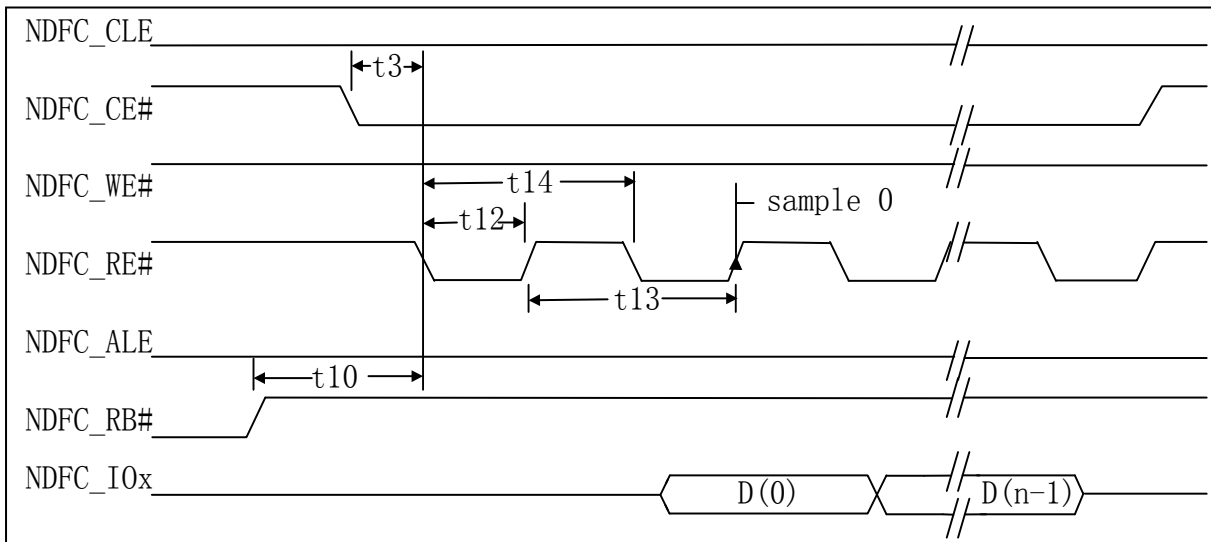 NDFC_CLE
t3
NDFC_CE#
NDFC_WE#
t14
sample 0
t12
NDFC_RE#
t13
NDFC_ALE
t10
NDFC_RB#
NDFC_IOx
D(0)
D(n-1)